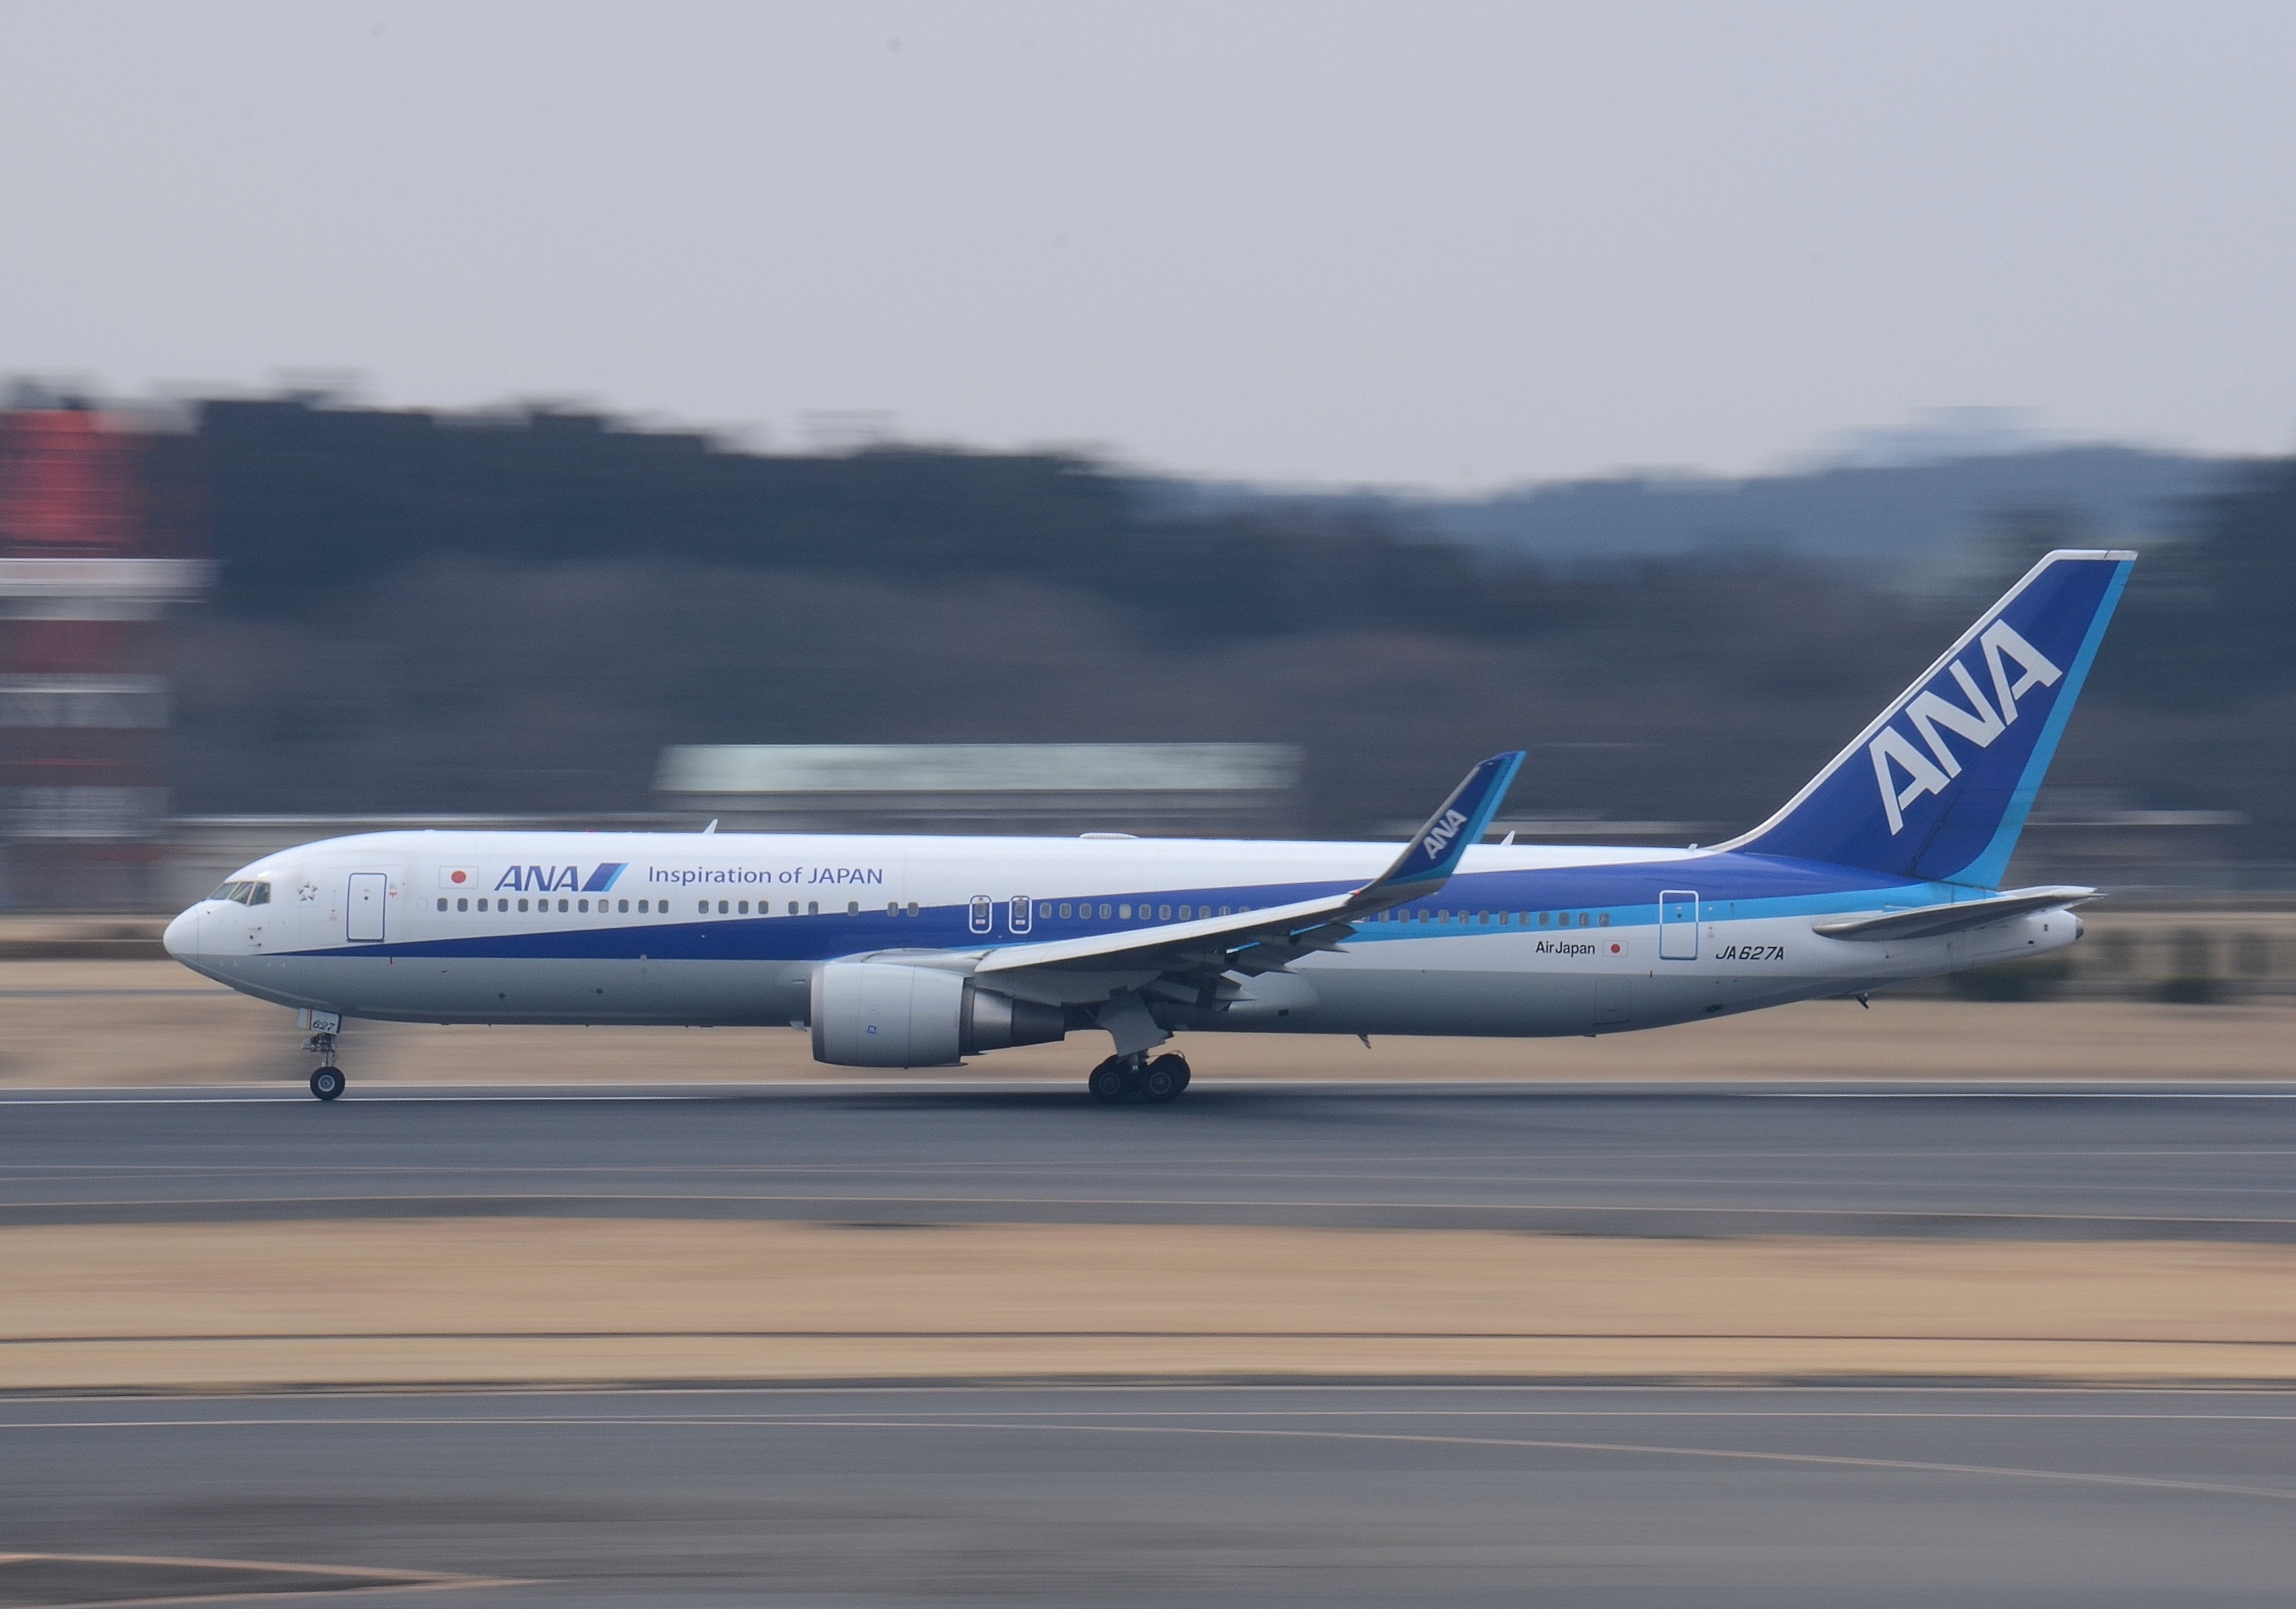 ANA
ANA
ANA Inspiration of JAPAN
AirJapan
JA627A
627